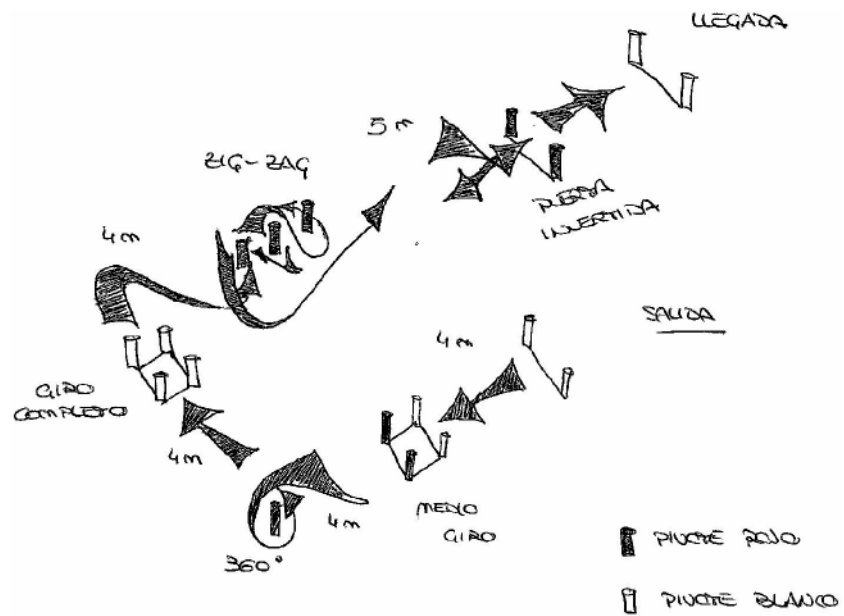 LLEGADA
5 m
ZIG-ZAG
PUERTA
INVERTIDA
4 m
SALIDA
4 m
GIRO
COMPLETO
4 m
4 m
MEDIO
GIRO
360°
PIVOTE ROJO
PIVOTE BLANCO